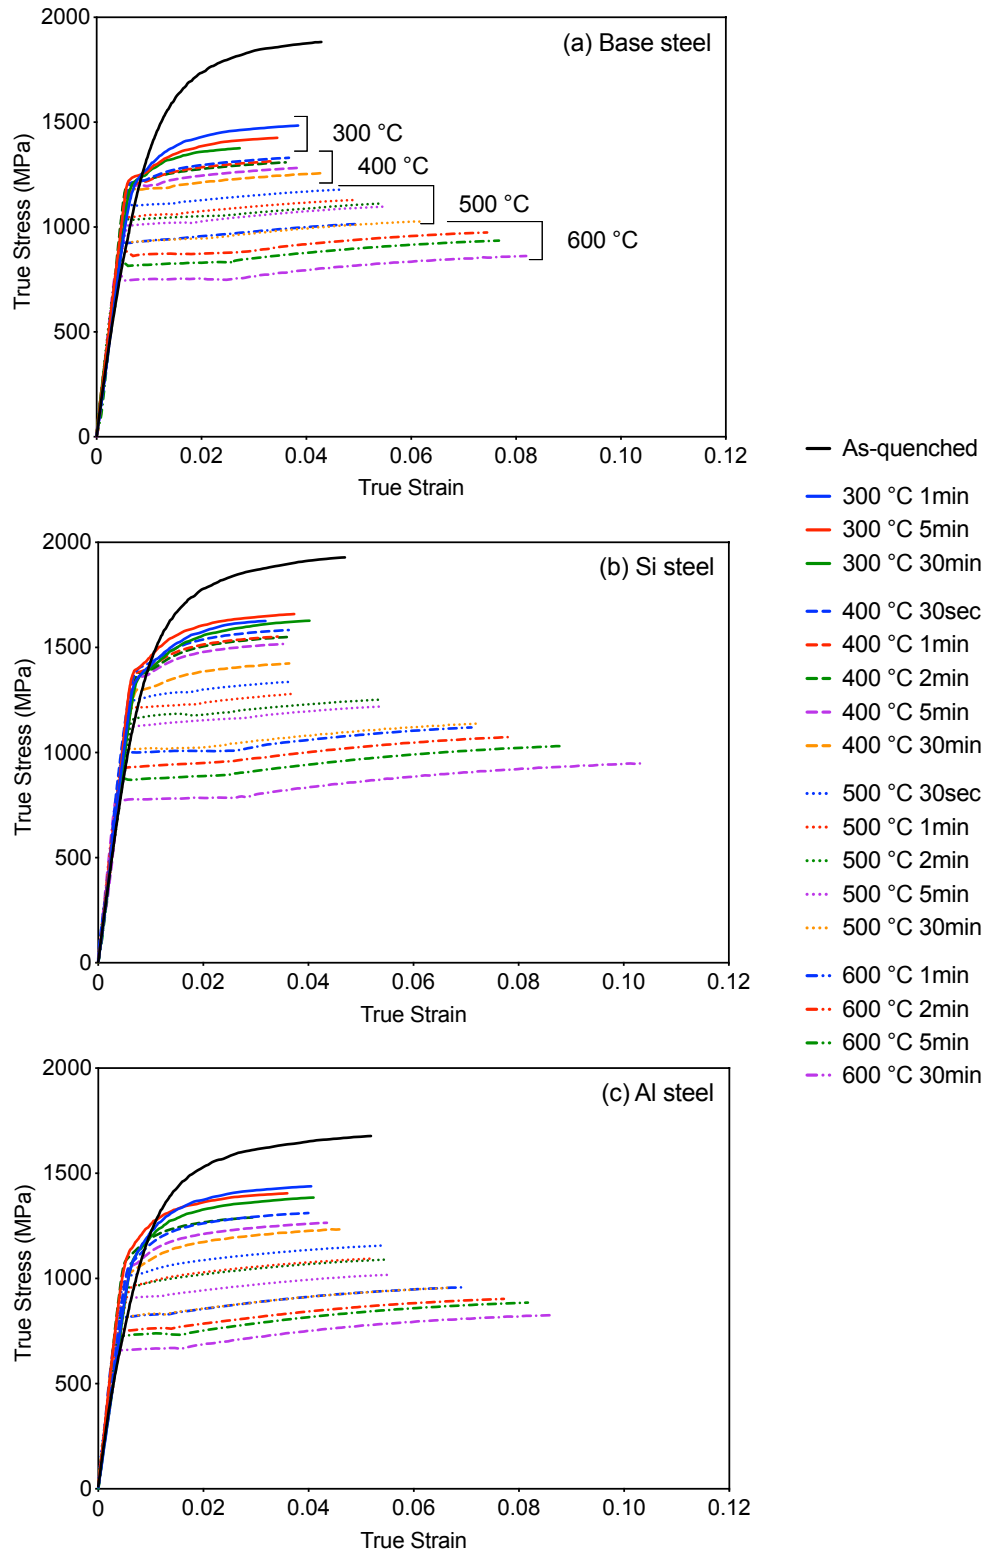 (a) Base steel
True Stress (MPa)
2000
1500
1000
500
0
300 °C
400 °C
500 °C
600 °C
0 0.02 0.04 0.06 0.08 0.10 0.12
True Strain
(b) Si steel
True Stress (MPa)
2000
1500
1000
500
0
0 0.02 0.04 0.06 0.08 0.10 0.12
True Strain
(c) Al steel
True Stress (MPa)
2000
1500
1000
500
0
0 0.02 0.04 0.06 0.08 0.10 0.12
True Strain
As-quenched
300 °C 1min
300 °C 5min
300 °C 30min
400 °C 30sec
400 °C 1min
400 °C 2min
400 °C 5min
400 °C 30min
500 °C 30sec
500 °C 1min
500 °C 2min
500 °C 5min
500 °C 30min
600 °C 1min
600 °C 2min
600 °C 5min
600 °C 30min